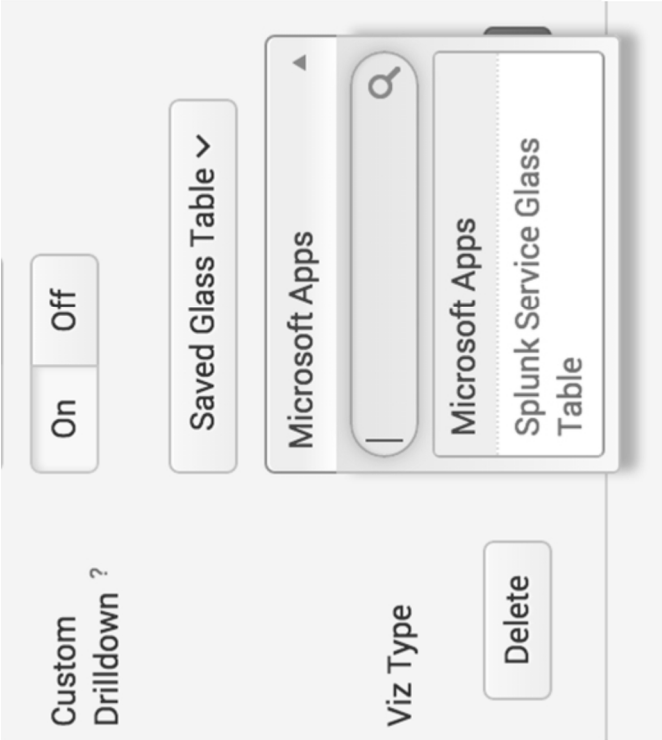 Custom
Drilldown ?
On
Off
Saved Glass Table
Microsoft Apps
Microsoft Apps
Splunk Service Glass
Table
Viz Type
Delete